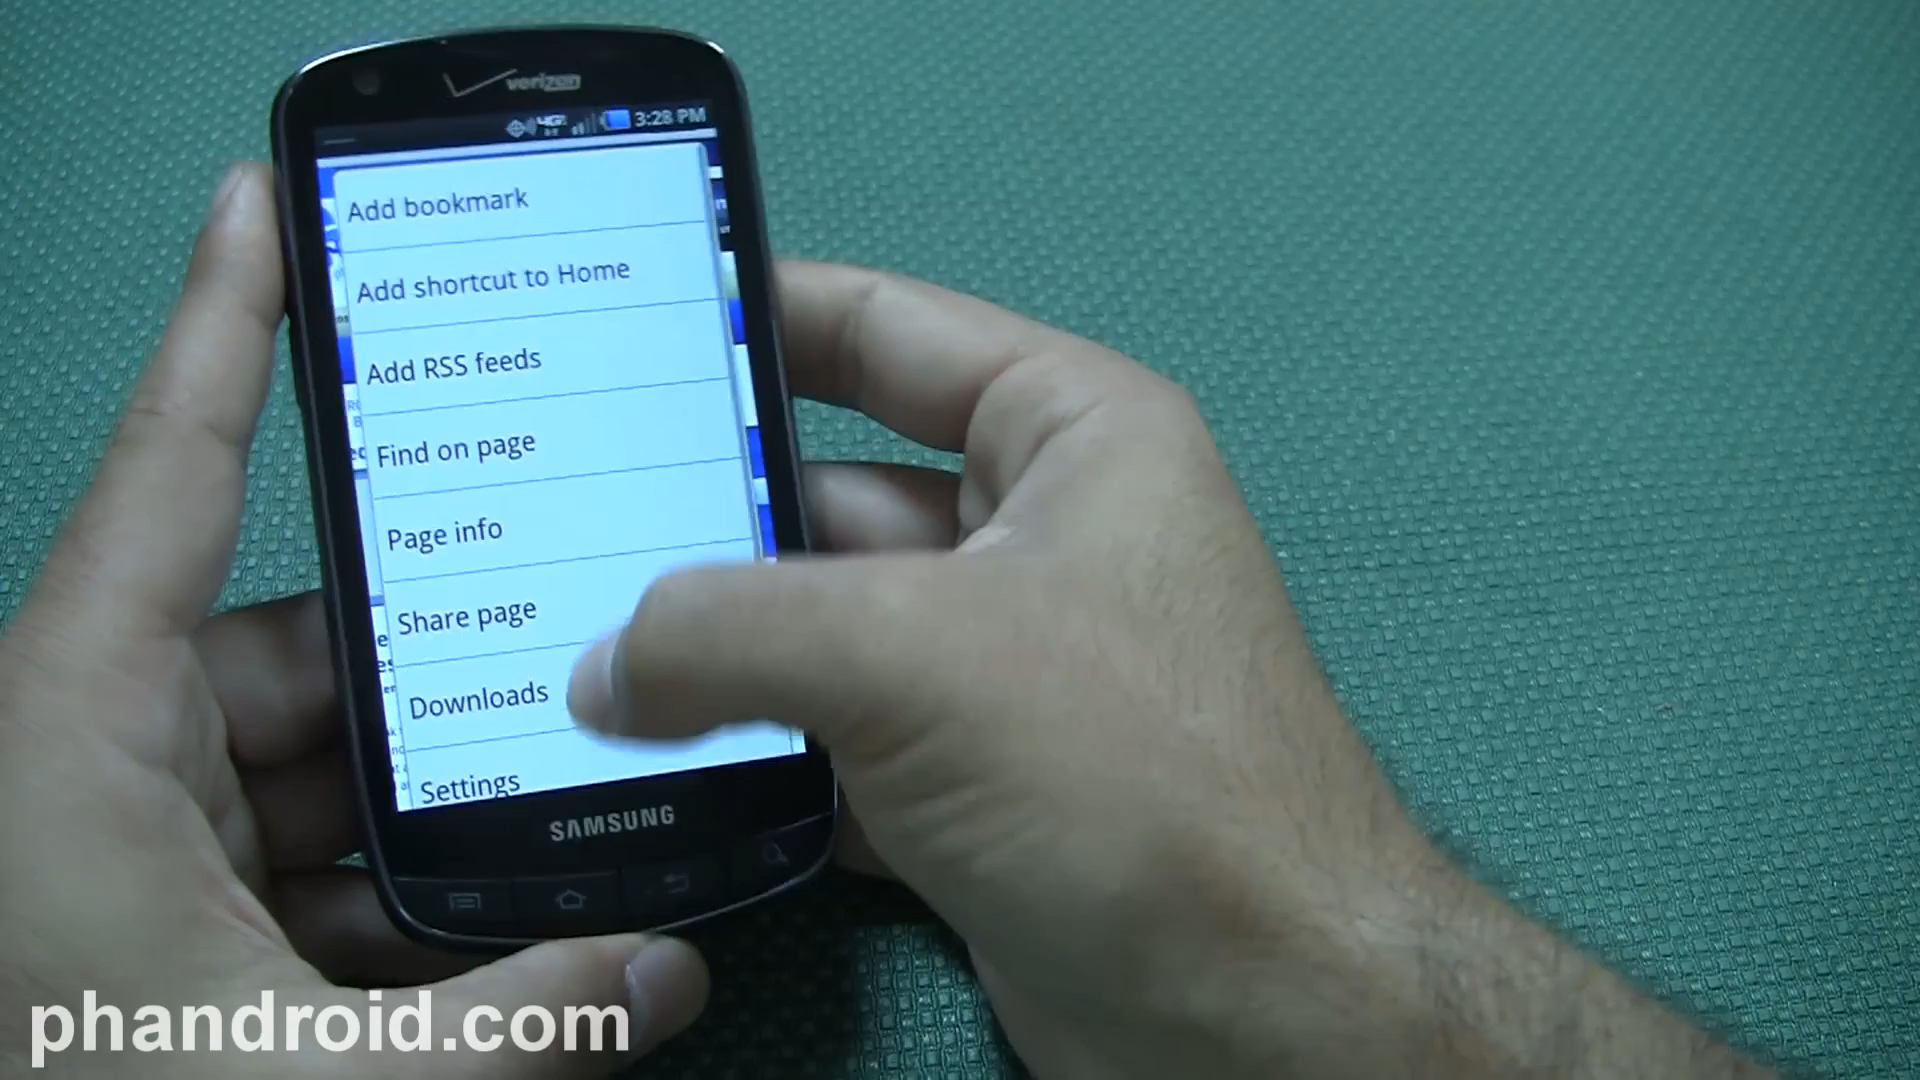 verizon
4G
3:28 PM
Add bookmark
Add shortcut to Home
Add RSS feeds
Find on page
Page info
Share page
Downloads
Settings
SAMSUNG
phandroid.com